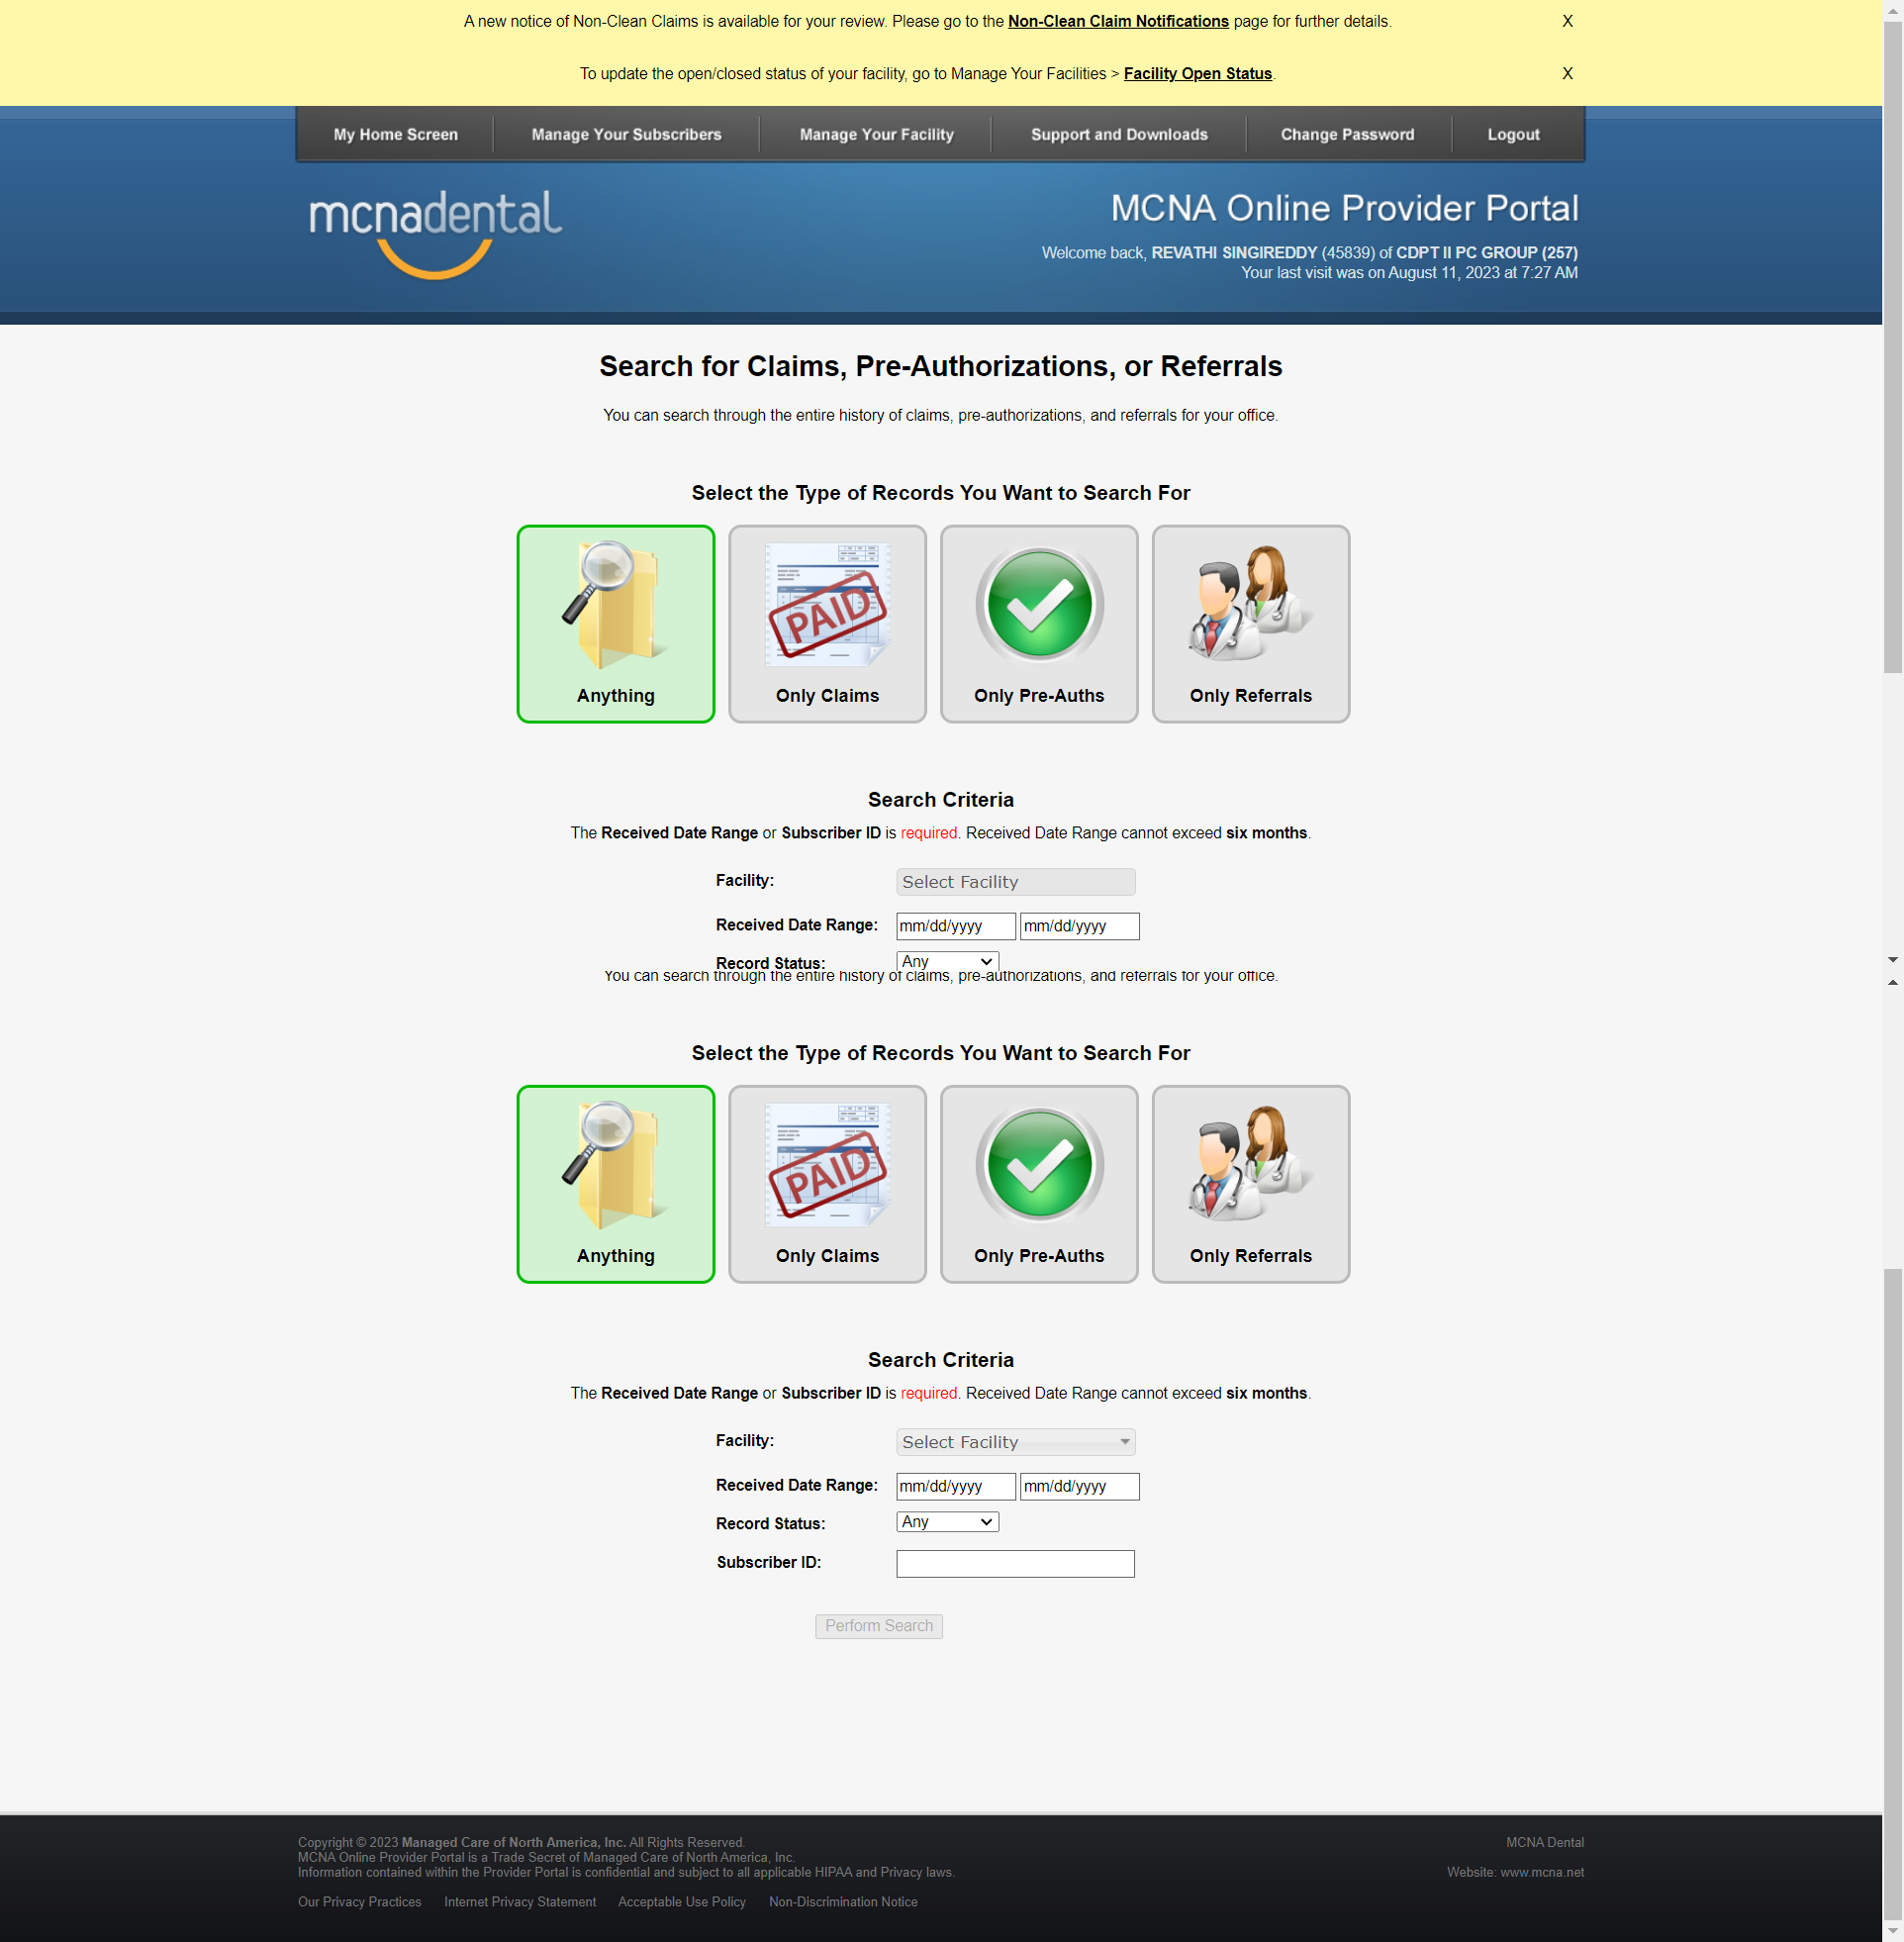 A new notice of Non-Clean Claims is available for your review. Please go to the Non-Clean Claim Notifications page for further details. X
To update the open/closed status of your facility, go to Manage Your Facilities > Facility Open Status. X
My Home Screen Manage Your Subscribers Manage Your Facility Support and Downloads Change Password Logout
mcnadental
MCNA Online Provider Portal
Welcome back, REVATHI SINGIREDDY (45839) of CDPT II PC GROUP (257)
Your last visit was on August 11, 2023 at 7:27 AM
Search for Claims, Pre-Authorizations, or Referrals
You can search through the entire history of claims, pre-authorizations, and referrals for your office.
Select the Type of Records You Want to Search For
PAID
Anything Only Claims Only Pre-Auths Only Referrals
Search Criteria
The Received Date Range or Subscriber ID is required. Received Date Range cannot exceed six months.
Facility: Select Facility
Received Date Range: mm/dd/yyyy mm/dd/yyyy
Record Status: Any
You can search through the entire history of claims, pre-authorizations, and referrals for your office.
Select the Type of Records You Want to Search For
PAID
Anything Only Claims Only Pre-Auths Only Referrals
Search Criteria
The Received Date Range or Subscriber ID is required. Received Date Range cannot exceed six months.
Facility: Select Facility
Received Date Range: mm/dd/yyyy mm/dd/yyyy
Record Status: Any
Subscriber ID:
Perform Search
Copyright © 2023 Managed Care of North America, Inc. All Rights Reserved. MCNA Dental
MCNA Online Provider Portal is a Trade Secret of Managed Care of North America, Inc.
Information contained within the Provider Portal is confidential and subject to all applicable HIPAA and Privacy laws. Website: www.mcna.net
Our Privacy Practices Internet Privacy Statement Acceptable Use Policy Non-Discrimination Notice